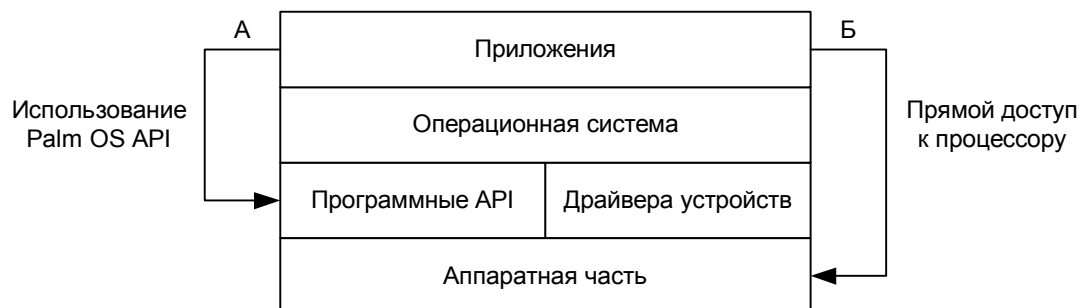 А
Б
Приложения
Использование
Palm OS API
Операционная система
Прямой доступ
к процессору
Программные API
Драйвера устройств
Аппаратная часть